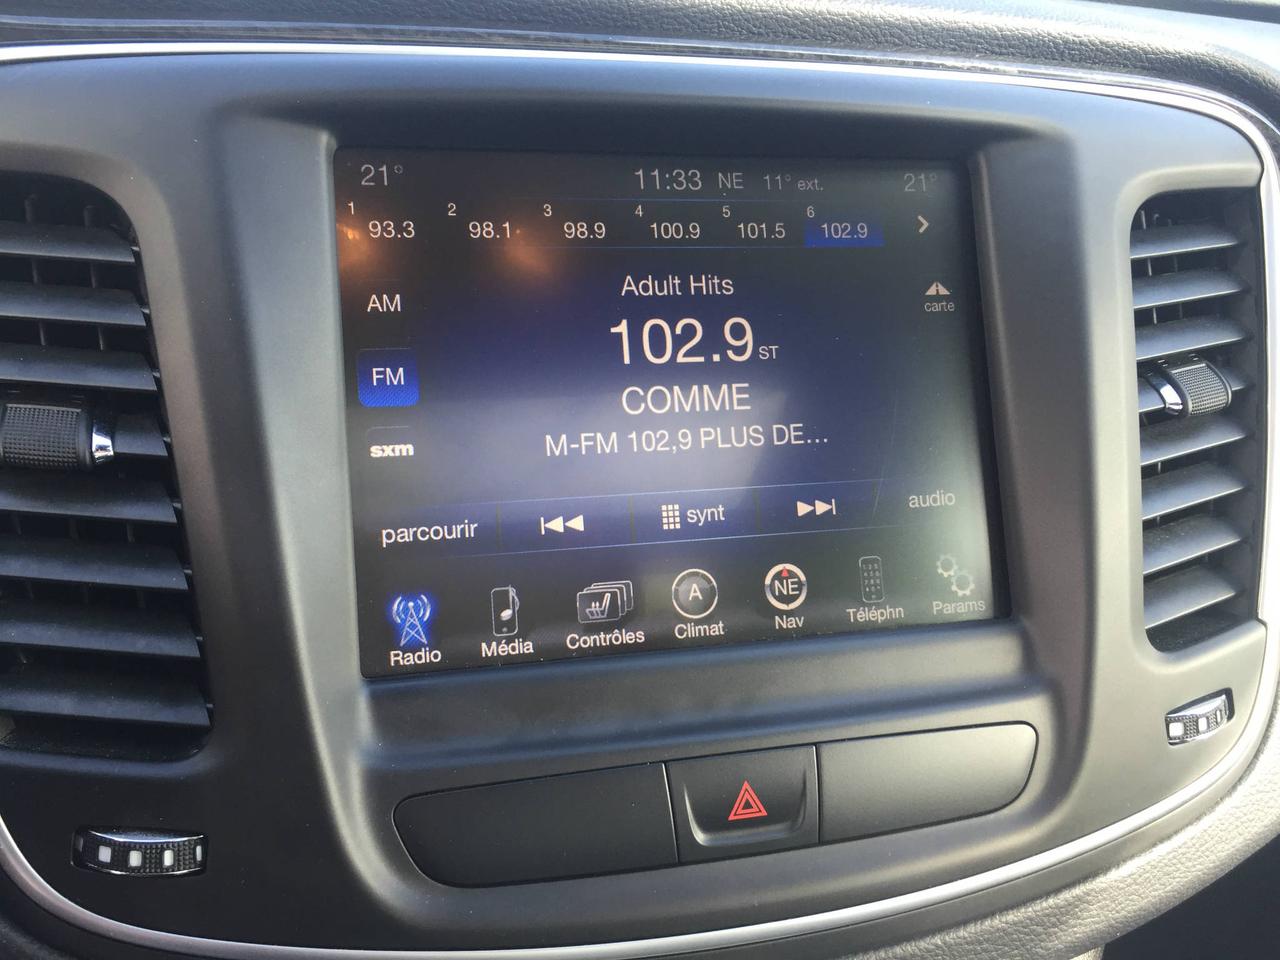 21° 11:33 NE 11° ext. 21°
1 93.3 2 98.1 3 98.9 4 100.9 5 101.5 6 102.9
Adult Hits
AM
carte
102.9 ST
FM
COMME
M-FM 102,9 PLUS DE...
sxm
parcourir
synt
audio
A
NE
Radio Média Contrôles Climat Nav Téléphn Params